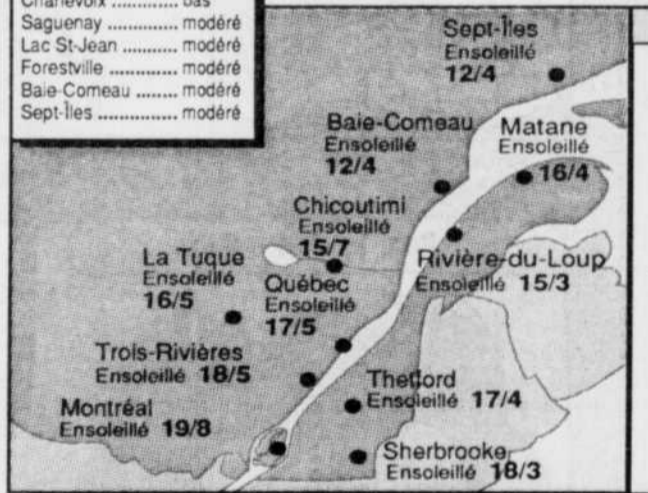 Charlevoix ............. bas
Saguenay ............... modéré
Lac St-Jean ............ modéré
Forestville ............ modéré
Baie-Comeau ........ modéré
Sept-Îles ............... modéré
Sept-Îles
Ensoleillé
12/4
Baie-Comeau
Ensoleillé
12/4
Matane
Ensoleillé
16/4
Chicoutimi
Ensoleillé
15/7
La Tuque
Ensoleillé
16/5
Rivière-du-Loup
Ensoleillé 15/3
Québec
Ensoleillé
17/5
Trois-Rivières
Ensoleillé 18/5
Thetford
Ensoleillé 17/4
Montréal
Ensoleillé 19/8
Sherbrooke
Ensoleillé 18/3